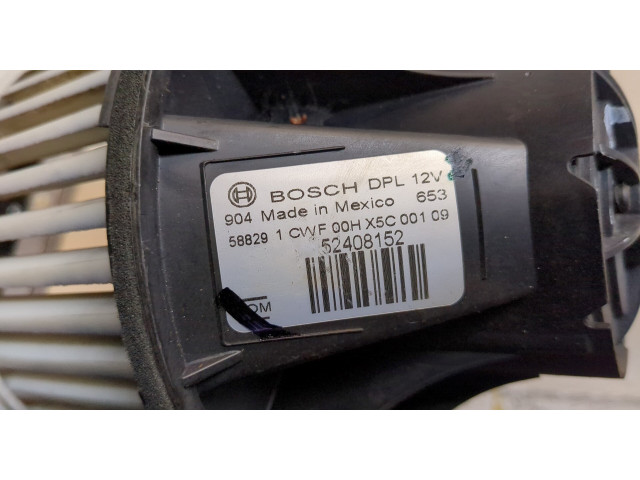 BOSCH DPL 12V
904 Made in Mexico 653
58829 1 CWF 00H X5C 001 09
52408152